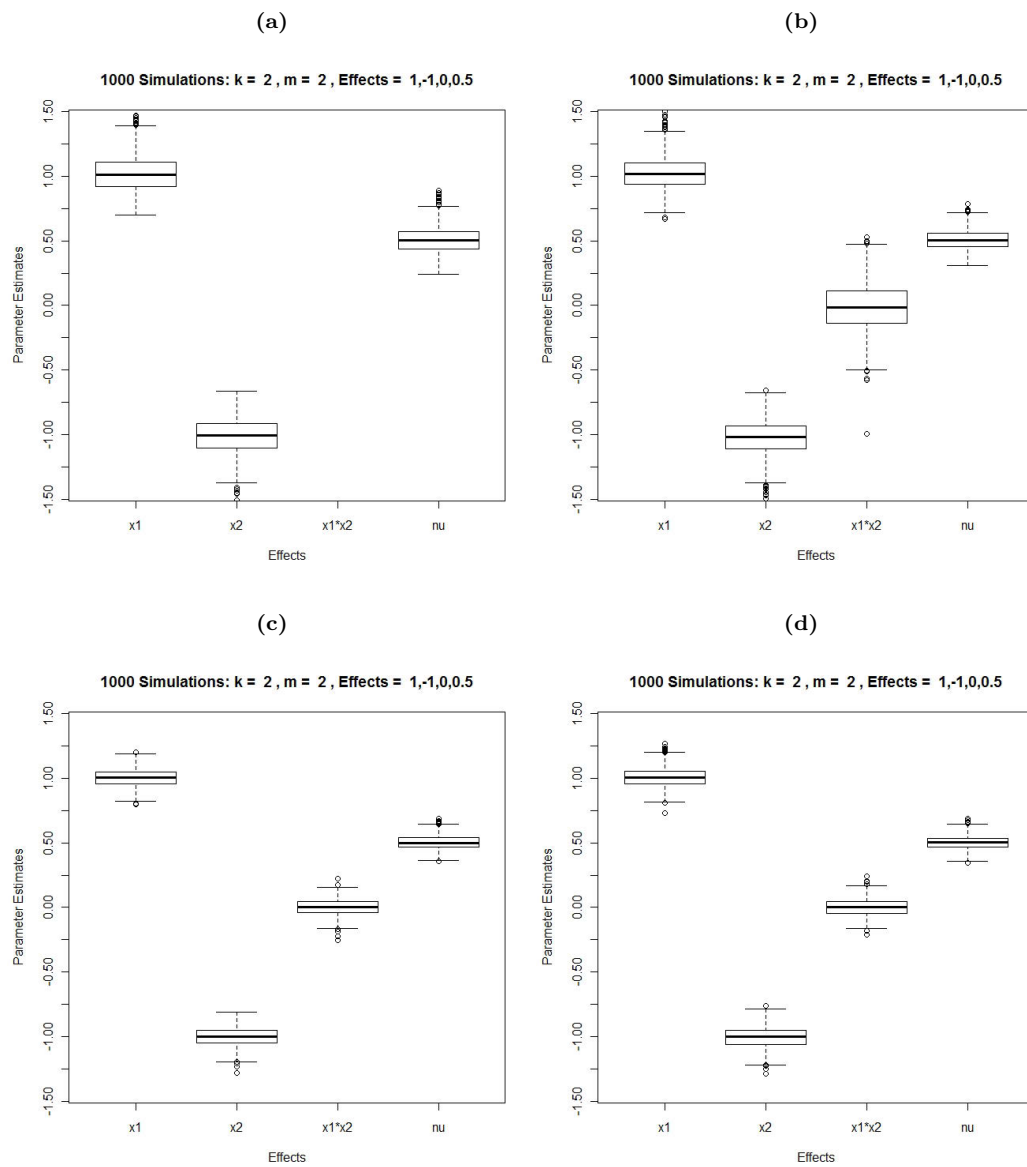 (a)
1000 Simulations: k = 2 , m = 2 , Effects = 1,-1,0,0.5
Parameter Estimates
1.50
1.00
0.50
0.00
-0.50
-1.00
-1.50
x1 x2 x1*x2 nu
Effects
(b)
1000 Simulations: k = 2 , m = 2 , Effects = 1,-1,0,0.5
Parameter Estimates
1.50
1.00
0.50
0.00
-0.50
-1.00
-1.50
x1 x2 x1*x2 nu
Effects
(c)
1000 Simulations: k = 2 , m = 2 , Effects = 1,-1,0,0.5
Parameter Estimates
1.50
1.00
0.50
0.00
-0.50
-1.00
-1.50
x1 x2 x1*x2 nu
Effects
(d)
1000 Simulations: k = 2 , m = 2 , Effects = 1,-1,0,0.5
Parameter Estimates
1.50
1.00
0.50
0.00
-0.50
-1.00
-1.50
x1 x2 x1*x2 nu
Effects